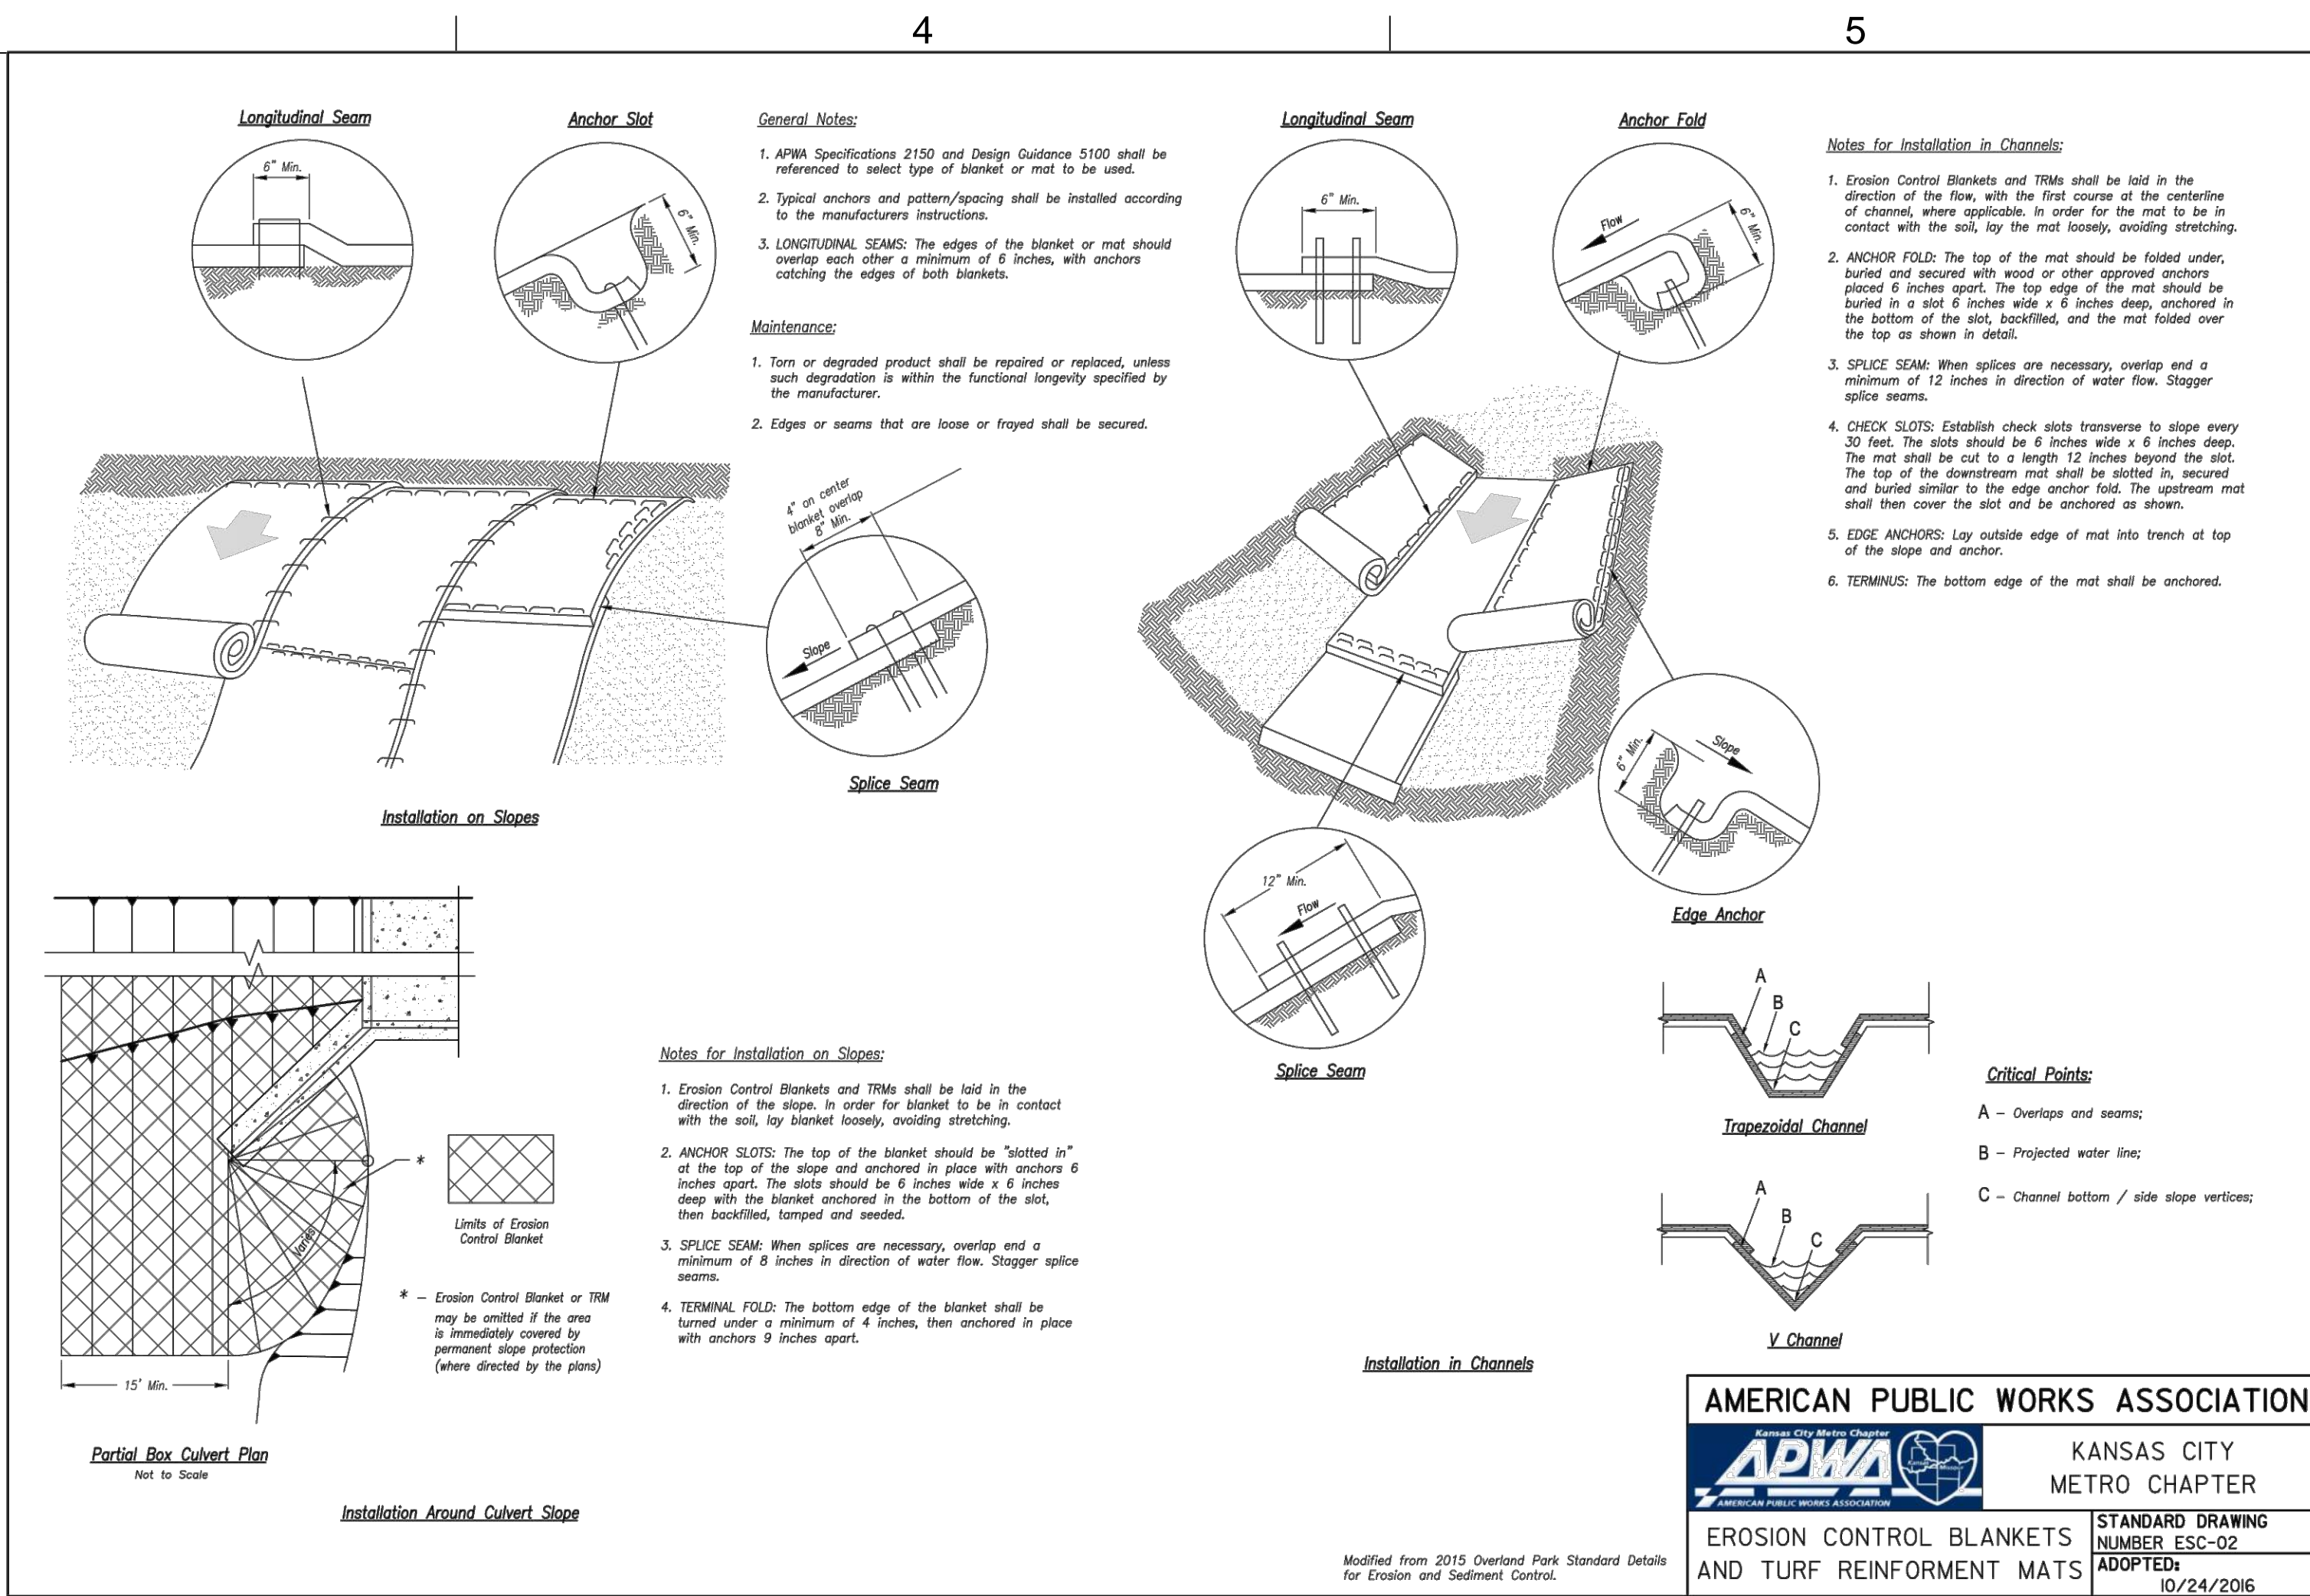 4
5
Longitudinal Seam
6" Min.
Anchor Slot
6" Min.
General Notes:
1. APWA Specifications 2150 and Design Guidance 5100 shall be
referenced to select type of blanket or mat to be used.
2. Typical anchors and pattern/spacing shall be installed according
to the manufacturers instructions.
3. LONGITUDINAL SEAMS: The edges of the blanket or mat should
overlap each other a minimum of 6 inches, with anchors
catching the edges of both blankets.
Maintenance:
1. Torn or degraded product shall be repaired or replaced, unless
such degradation is within the functional longevity specified by
the manufacturer.
2. Edges or seams that are loose or frayed shall be secured.
4" on center
blanket overlap
8" Min.
Slope
Splice Seam
Installation on Slopes
Longitudinal Seam
6" Min.
Anchor Fold
Flow
6" Min.
Notes for Installation in Channels:
1. Erosion Control Blankets and TRMs shall be laid in the
direction of the flow, with the first course at the centerline
of channel, where applicable. In order for the mat to be in
contact with the soil, lay the mat loosely, avoiding stretching.
2. ANCHOR FOLD: The top of the mat should be folded under,
buried and secured with wood or other approved anchors
placed 6 inches apart. The top edge of the mat should be
buried in a slot 6 inches wide x 6 inches deep, anchored in
the bottom of the slot, backfilled, and the mat folded over
the top as shown in detail.
3. SPLICE SEAM: When splices are necessary, overlap end a
minimum of 12 inches in direction of water flow. Stagger
splice seams.
4. CHECK SLOTS: Establish check slots transverse to slope every
30 feet. The slots should be 6 inches wide x 6 inches deep.
The mat shall be cut to a length 12 inches beyond the slot.
The top of the downstream mat shall be slotted in, secured
and buried similar to the edge anchor fold. The upstream mat
shall then cover the slot and be anchored as shown.
5. EDGE ANCHORS: Lay outside edge of mat into trench at top
of the slope and anchor.
6. TERMINUS: The bottom edge of the mat shall be anchored.
6" Min.
Slope
Edge Anchor
12" Min.
Flow
Splice Seam
A
B
C
Trapezoidal Channel
A
B
C
V Channel
Critical Points:
A - Overlaps and seams;
B - Projected water line;
C - Channel bottom / side slope vertices;
Installation in Channels
Varies
*
15' Min.
Limits of Erosion
Control Blanket
* - Erosion Control Blanket or TRM
may be omitted if the area
is immediately covered by
permanent slope protection
(where directed by the plans)
Partial Box Culvert Plan
Not to Scale
Installation Around Culvert Slope
Notes for Installation on Slopes:
1. Erosion Control Blankets and TRMs shall be laid in the
direction of the slope. In order for blanket to be in contact
with the soil, lay blanket loosely, avoiding stretching.
2. ANCHOR SLOTS: The top of the blanket should be "slotted in"
at the top of the slope and anchored in place with anchors 6
inches apart. The slots should be 6 inches wide x 6 inches
deep with the blanket anchored in the bottom of the slot,
then backfilled, tamped and seeded.
3. SPLICE SEAM: When splices are necessary, overlap end a
minimum of 8 inches in direction of water flow. Stagger splice
seams.
4. TERMINAL FOLD: The bottom edge of the blanket shall be
turned under a minimum of 4 inches, then anchored in place
with anchors 9 inches apart.
Modified from 2015 Overland Park Standard Details
for Erosion and Sediment Control.
AMERICAN PUBLIC WORKS ASSOCIATION
Kansas City Metro Chapter
APWA
AMERICAN PUBLIC WORKS ASSOCIATION
KANSAS CITY
METRO CHAPTER
EROSION CONTROL BLANKETS
AND TURF REINFORMENT MATS
STANDARD DRAWING
NUMBER ESC-02
ADOPTED:
10/24/2016